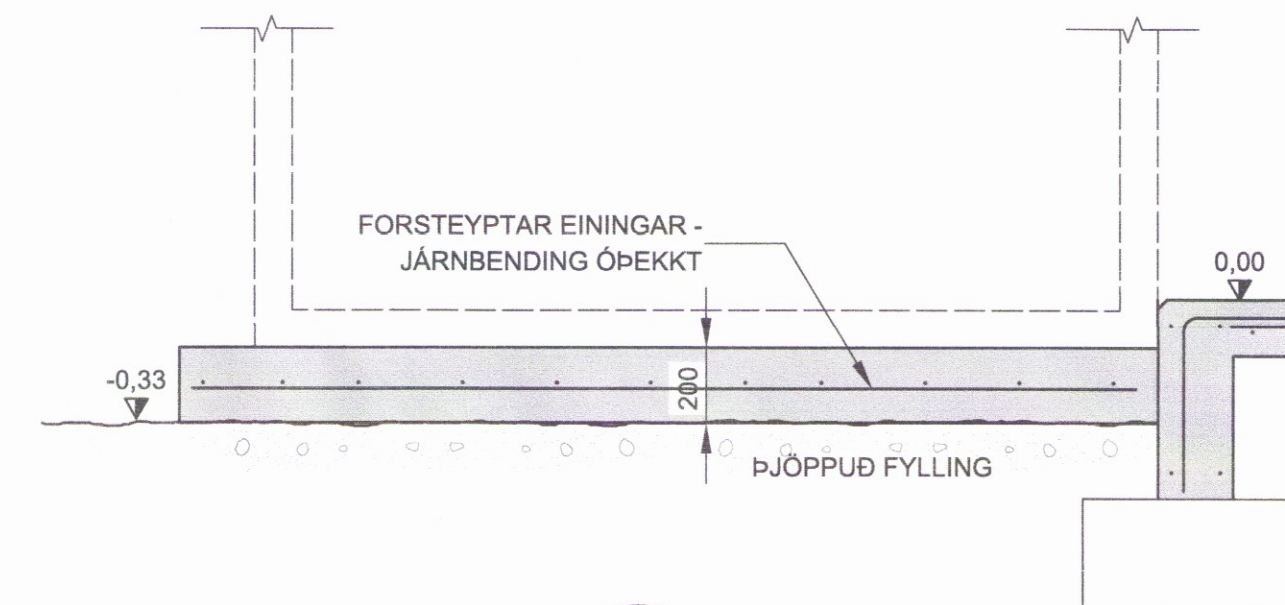 FORSTEYPTAR EININGAR -
JÁRNBENDING ÓÞEKKT
0,00
-0,33
200
ÞJÖPPUÐ FYLLING